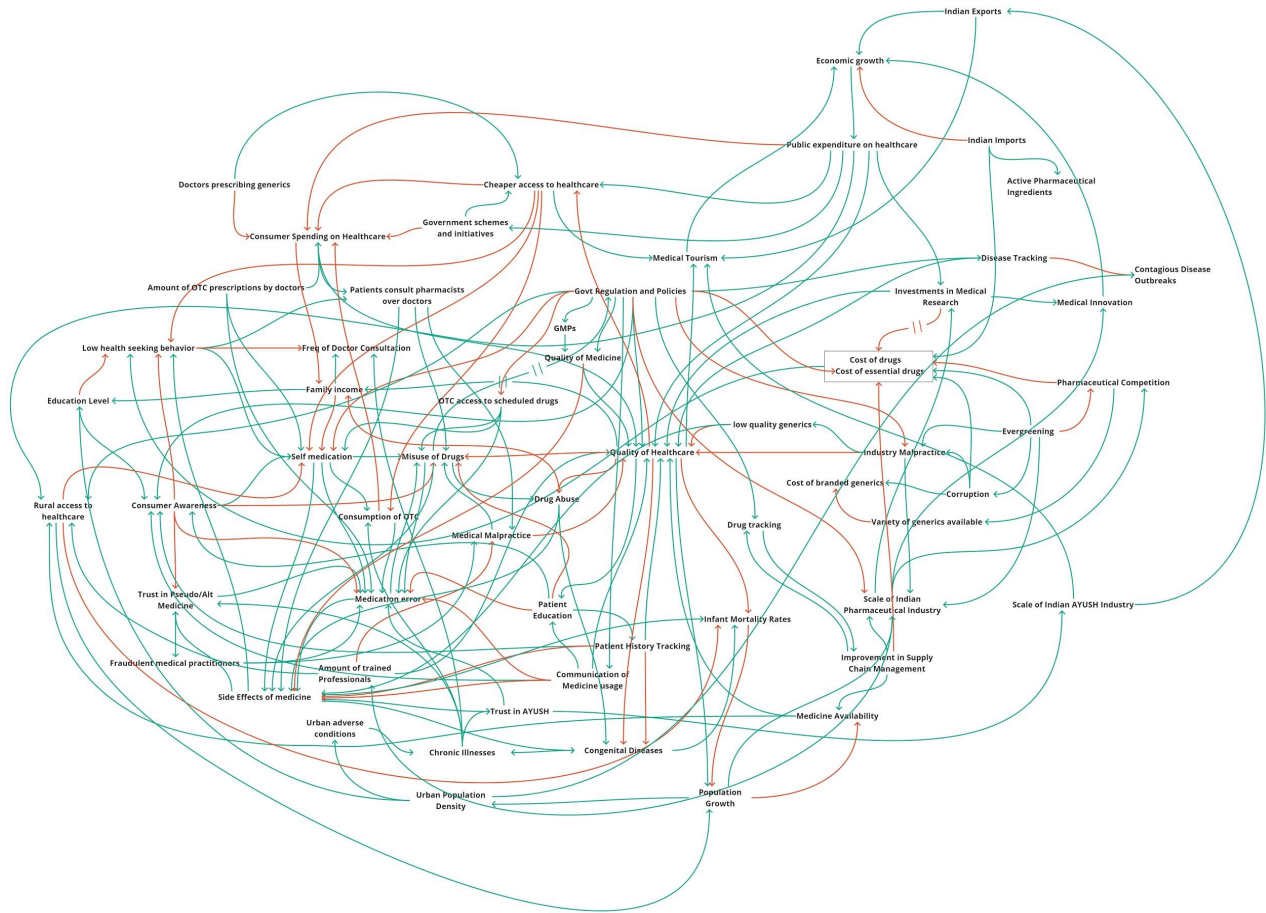 Indian Exports
Economic growth
Public expenditure on healthcare
Indian Imports
Active Pharmaceutical
Ingredients
Doctors prescribing generics
Cheaper access to healthcare
Government schemes
and initiatives
Consumer Spending on Healthcare
Medical Tourism
Disease Tracking
Contagious Disease
Outbreaks
Amount of OTC prescriptions by doctors
Patients consult pharmacists
over doctors
Govt Regulation and Policies
Investments in Medical
Research
Medical Innovation
GMPs
Low health seeking behavior
Freq of Doctor Consultation
Quality of Medicine
Cost of drugs
Cost of essential drugs
Pharmaceutical Competition
Family income
Education Level
OTC access to scheduled drugs
low quality generics
Evergreening
Self medication
Misuse of Drugs
Quality of Healthcare
Industry Malpractice
Cost of branded generics
Corruption
Rural access to
healthcare
Consumer Awareness
Drug Abuse
Consumption of OTC
Medical Malpractice
Drug tracking
Variety of generics available
Trust in Pseudo/Alt
Medicine
Medication error
Patient
Education
Infant Mortality Rates
Scale of Indian
Pharmaceutical Industry
Scale of Indian AYUSH Industry
Fraudulent medical practitioners
Amount of trained
Professionals
Patient History Tracking
Communication of
Medicine usage
Improvement in Supply
Chain Management
Side Effects of medicine
Trust in AYUSH
Medicine Availability
Urban adverse
conditions
Chronic Illnesses
Congenital Diseases
Urban Population
Density
Population
Growth